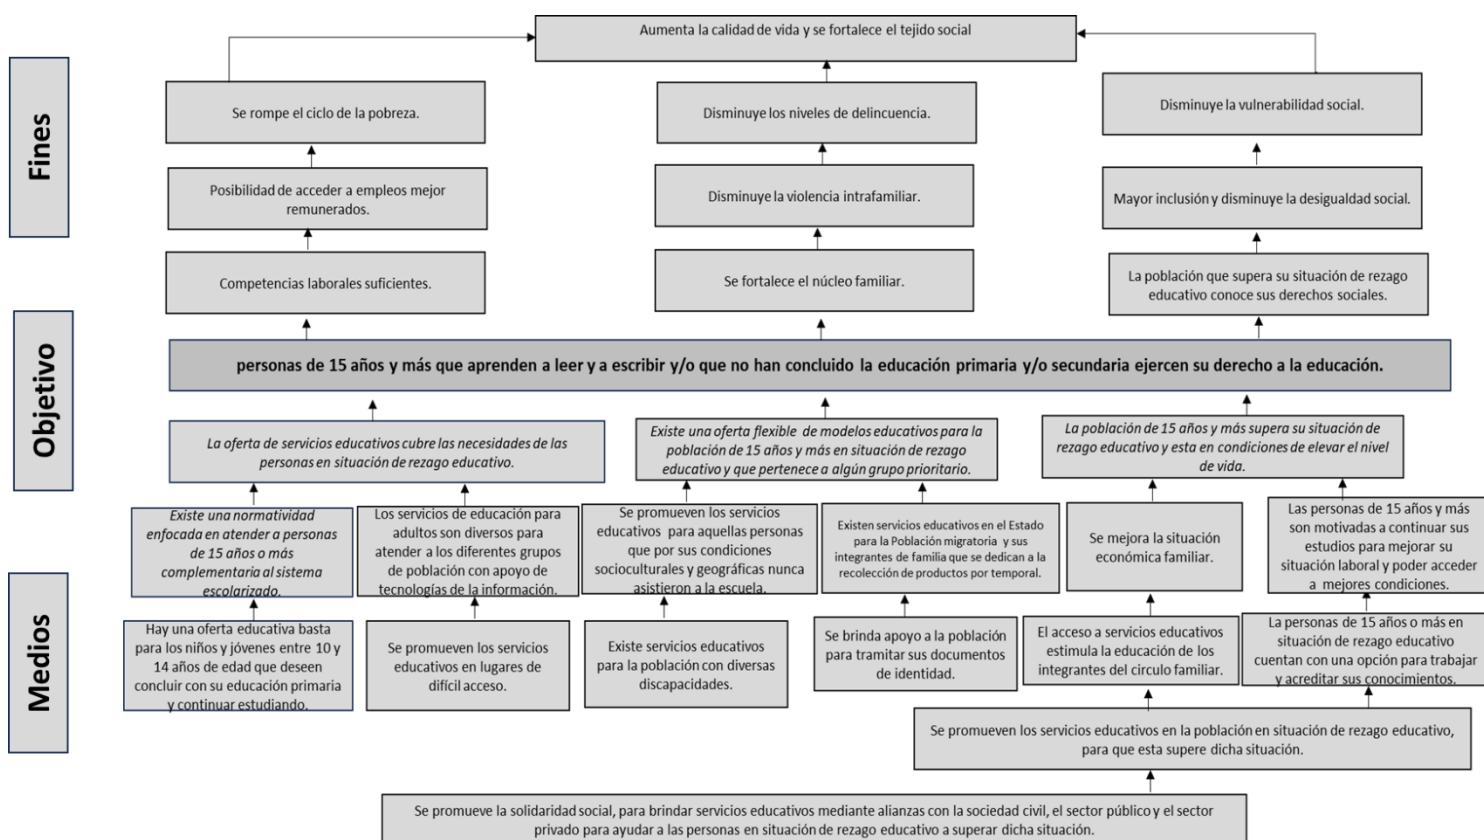 Aumenta la calidad de vida y se fortalece el tejido social
Fines
Se rompe el ciclo de la pobreza.
Disminuye los niveles de delincuencia.
Disminuye la vulnerabilidad social.
Posibilidad de acceder a empleos mejor
remunerados.
Disminuye la violencia intrafamiliar.
Mayor inclusión y disminuye la desigualdad social.
Competencias laborales suficientes.
Se fortalece el núcleo familiar.
La población que supera su situación de rezago
educativo conoce sus derechos sociales.
Objetivo
personas de 15 años y más que aprenden a leer y a escribir y/o que no han concluido la educación primaria y/o secundaria ejercen su derecho a la educación.
La oferta de servicios educativos cubre las necesidades de las
personas en situación de rezago educativo.
Existe una oferta flexible de modelos educativos para la
población de 15 años y más en situación de rezago
educativo y que pertenece a algún grupo prioritario.
La población de 15 años y más supera su situación de
rezago educativo y esta en condiciones de elevar el nivel
de vida.
Medios
Existe una normatividad
enfocada en atender a personas
de 15 años o más
complementaria al sistema
escolarizado.
Los servicios de educación para
adultos son diversos para
atender a los diferentes grupos
de población con apoyo de
tecnologías de la información.
Se promueven los servicios
educativos para aquellas personas
que por sus condiciones
socioculturales y geográficas nunca
asistieron a la escuela.
Existen servicios educativos en el Estado
para la Población migratoria y sus
integrantes de familia que se dedican a la
recolección de productos por temporal.
Se mejora la situación
económica familiar.
Las personas de 15 años y más
son motivadas a continuar sus
estudios para mejorar su
situación laboral y poder acceder
a mejores condiciones.
Hay una oferta educativa basta
para los niños y jóvenes entre 10 y
14 años de edad que deseen
concluir con su educación primaria
y continuar estudiando.
Se promueven los servicios
educativos en lugares de
difícil acceso.
Existe servicios educativos
para la población con diversas
discapacidades.
Se brinda apoyo a la población
para tramitar sus documentos
de identidad.
El acceso a servicios educativos
estimula la educación de los
integrantes del circulo familiar.
La personas de 15 años o más en
situación de rezago educativo
cuentan con una opción para trabajar
y acreditar sus conocimientos.
Se promueven los servicios educativos en la población en situación de rezago educativo,
para que esta supere dicha situación.
Se promueve la solidaridad social, para brindar servicios educativos mediante alianzas con la sociedad civil, el sector público y el sector
privado para ayudar a las personas en situación de rezago educativo a superar dicha situación.